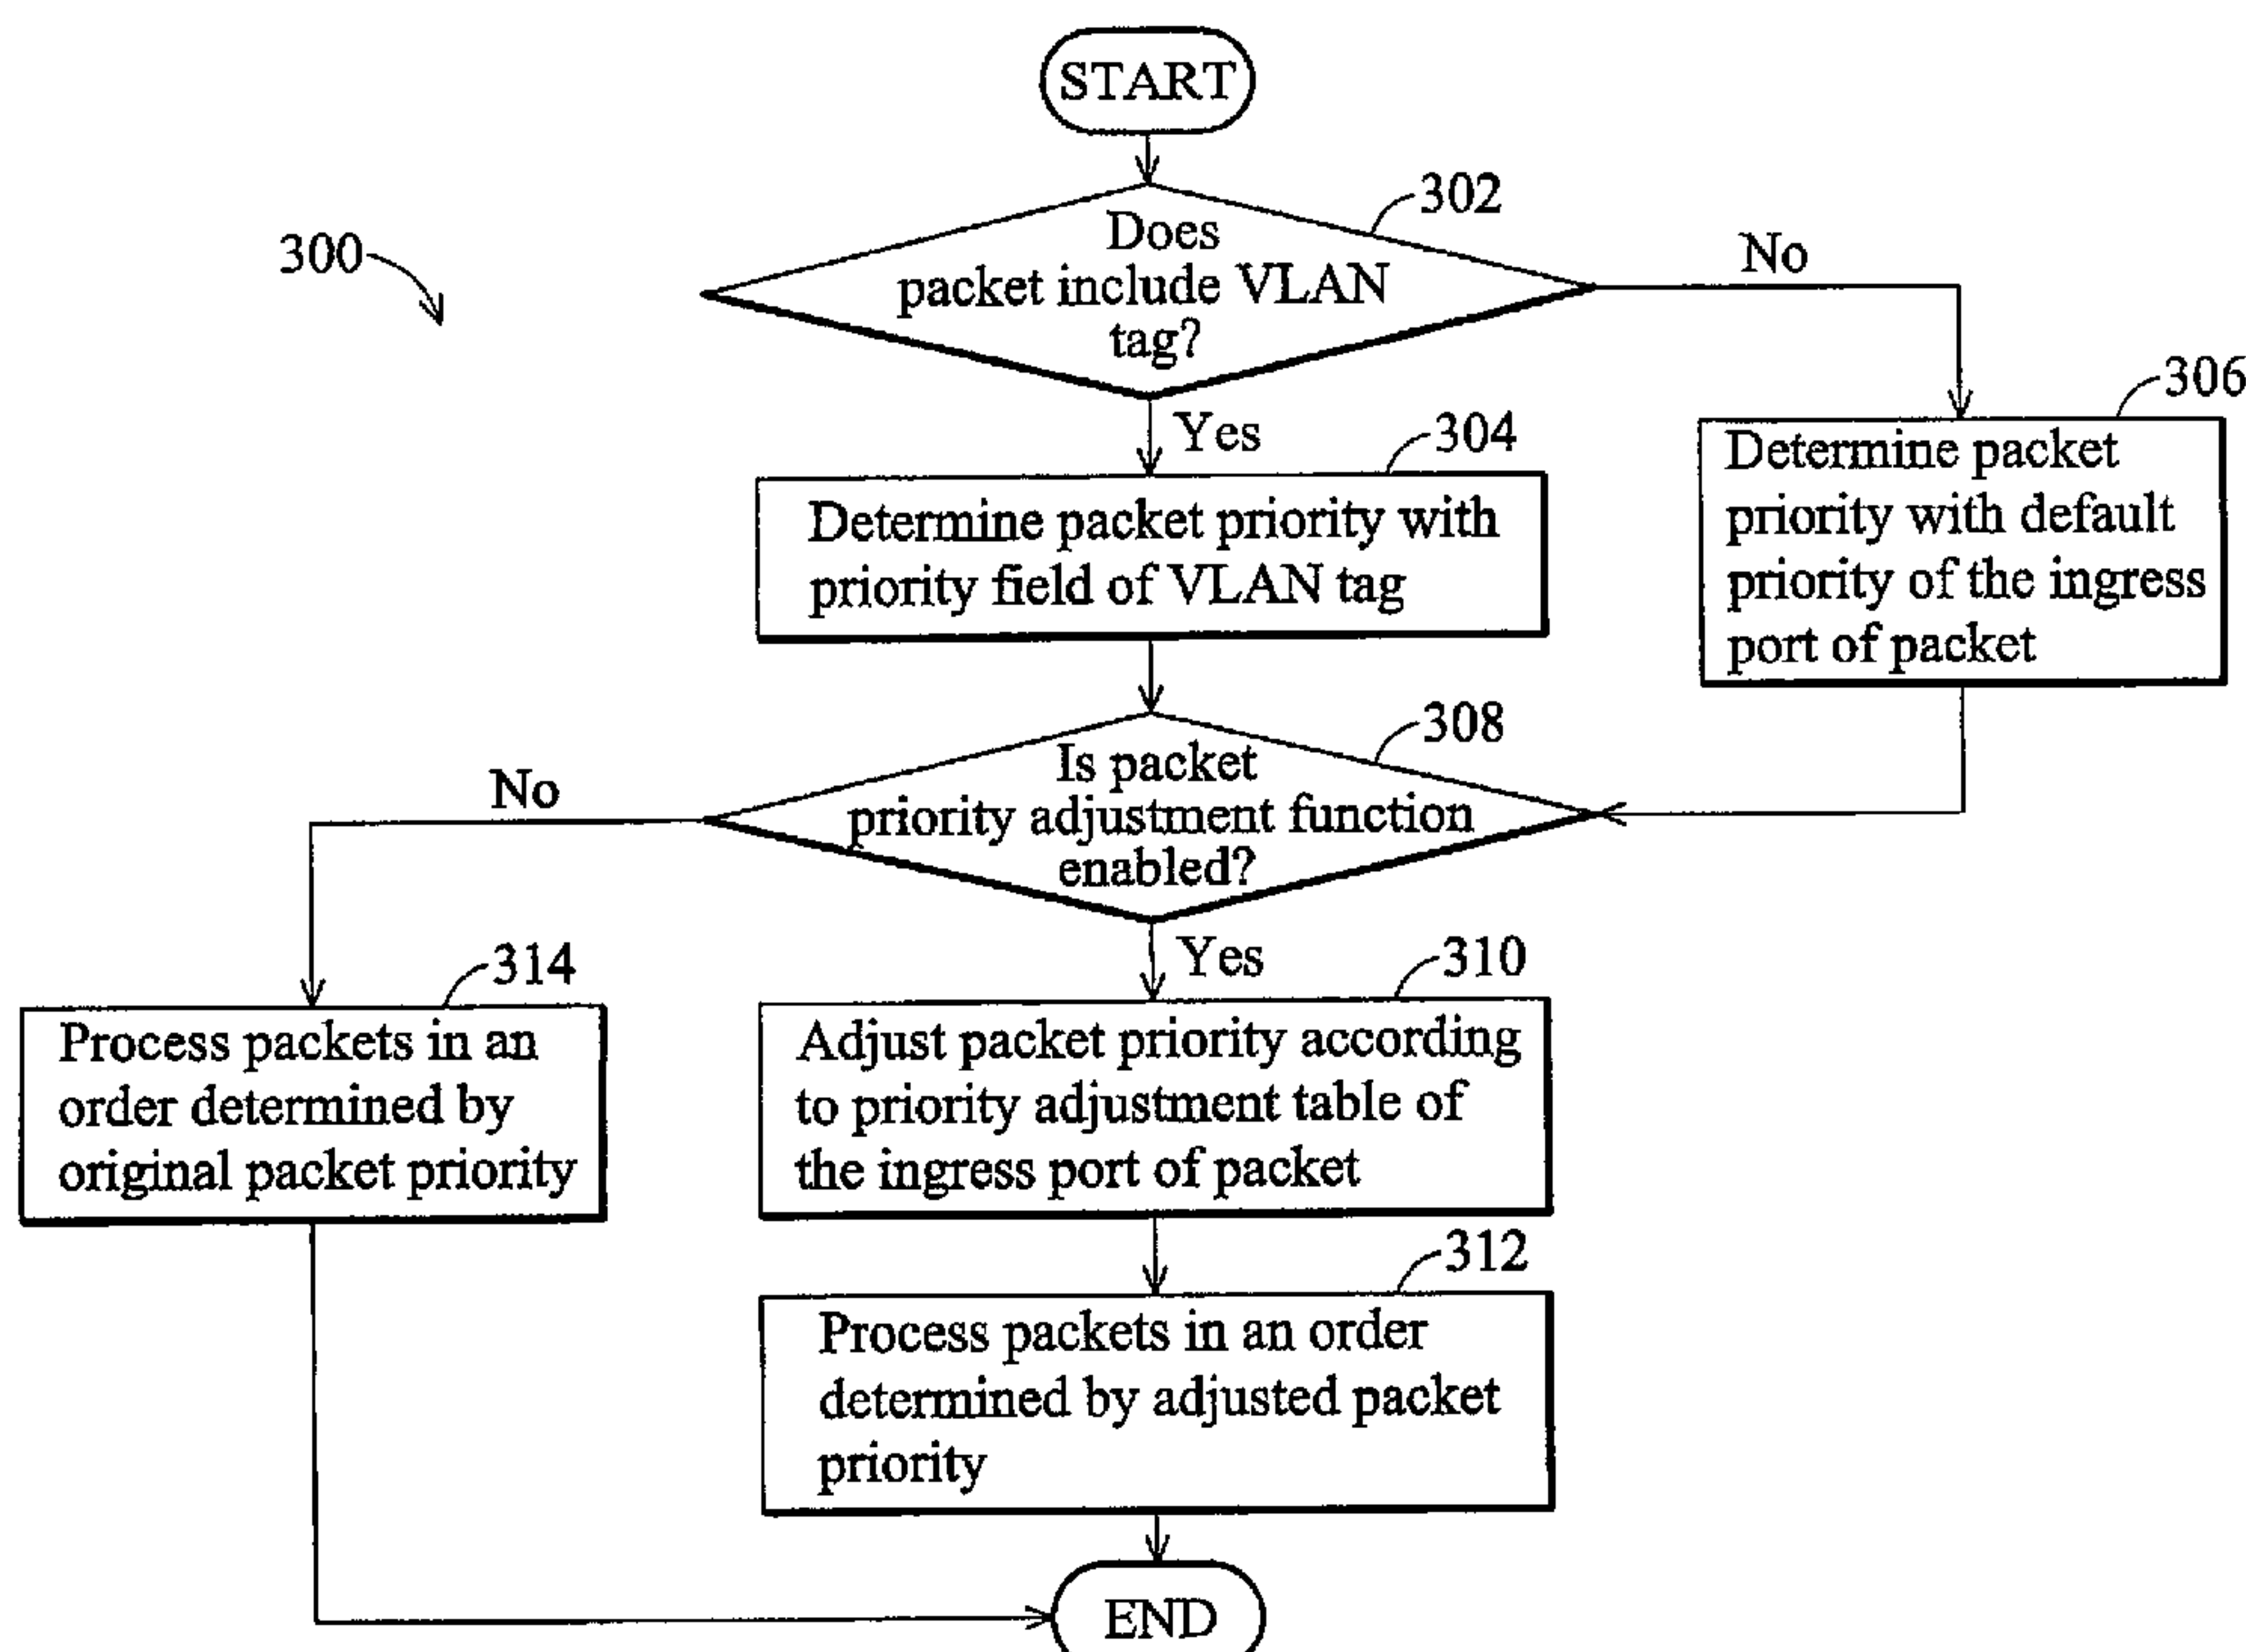 START
302
Does
packet include VLAN
tag?
No
300
Yes
304
306
Determine packet priority with
priority field of VLAN tag
Determine packet
priority with default
priority of the ingress
port of packet
308
Is packet
priority adjustment function
enabled?
No
Yes
314
310
Process packets in an
order determined by
original packet priority
Adjust packet priority according
to priority adjustment table of
the ingress port of packet
312
Process packets in an order
determined by adjusted packet
priority
END